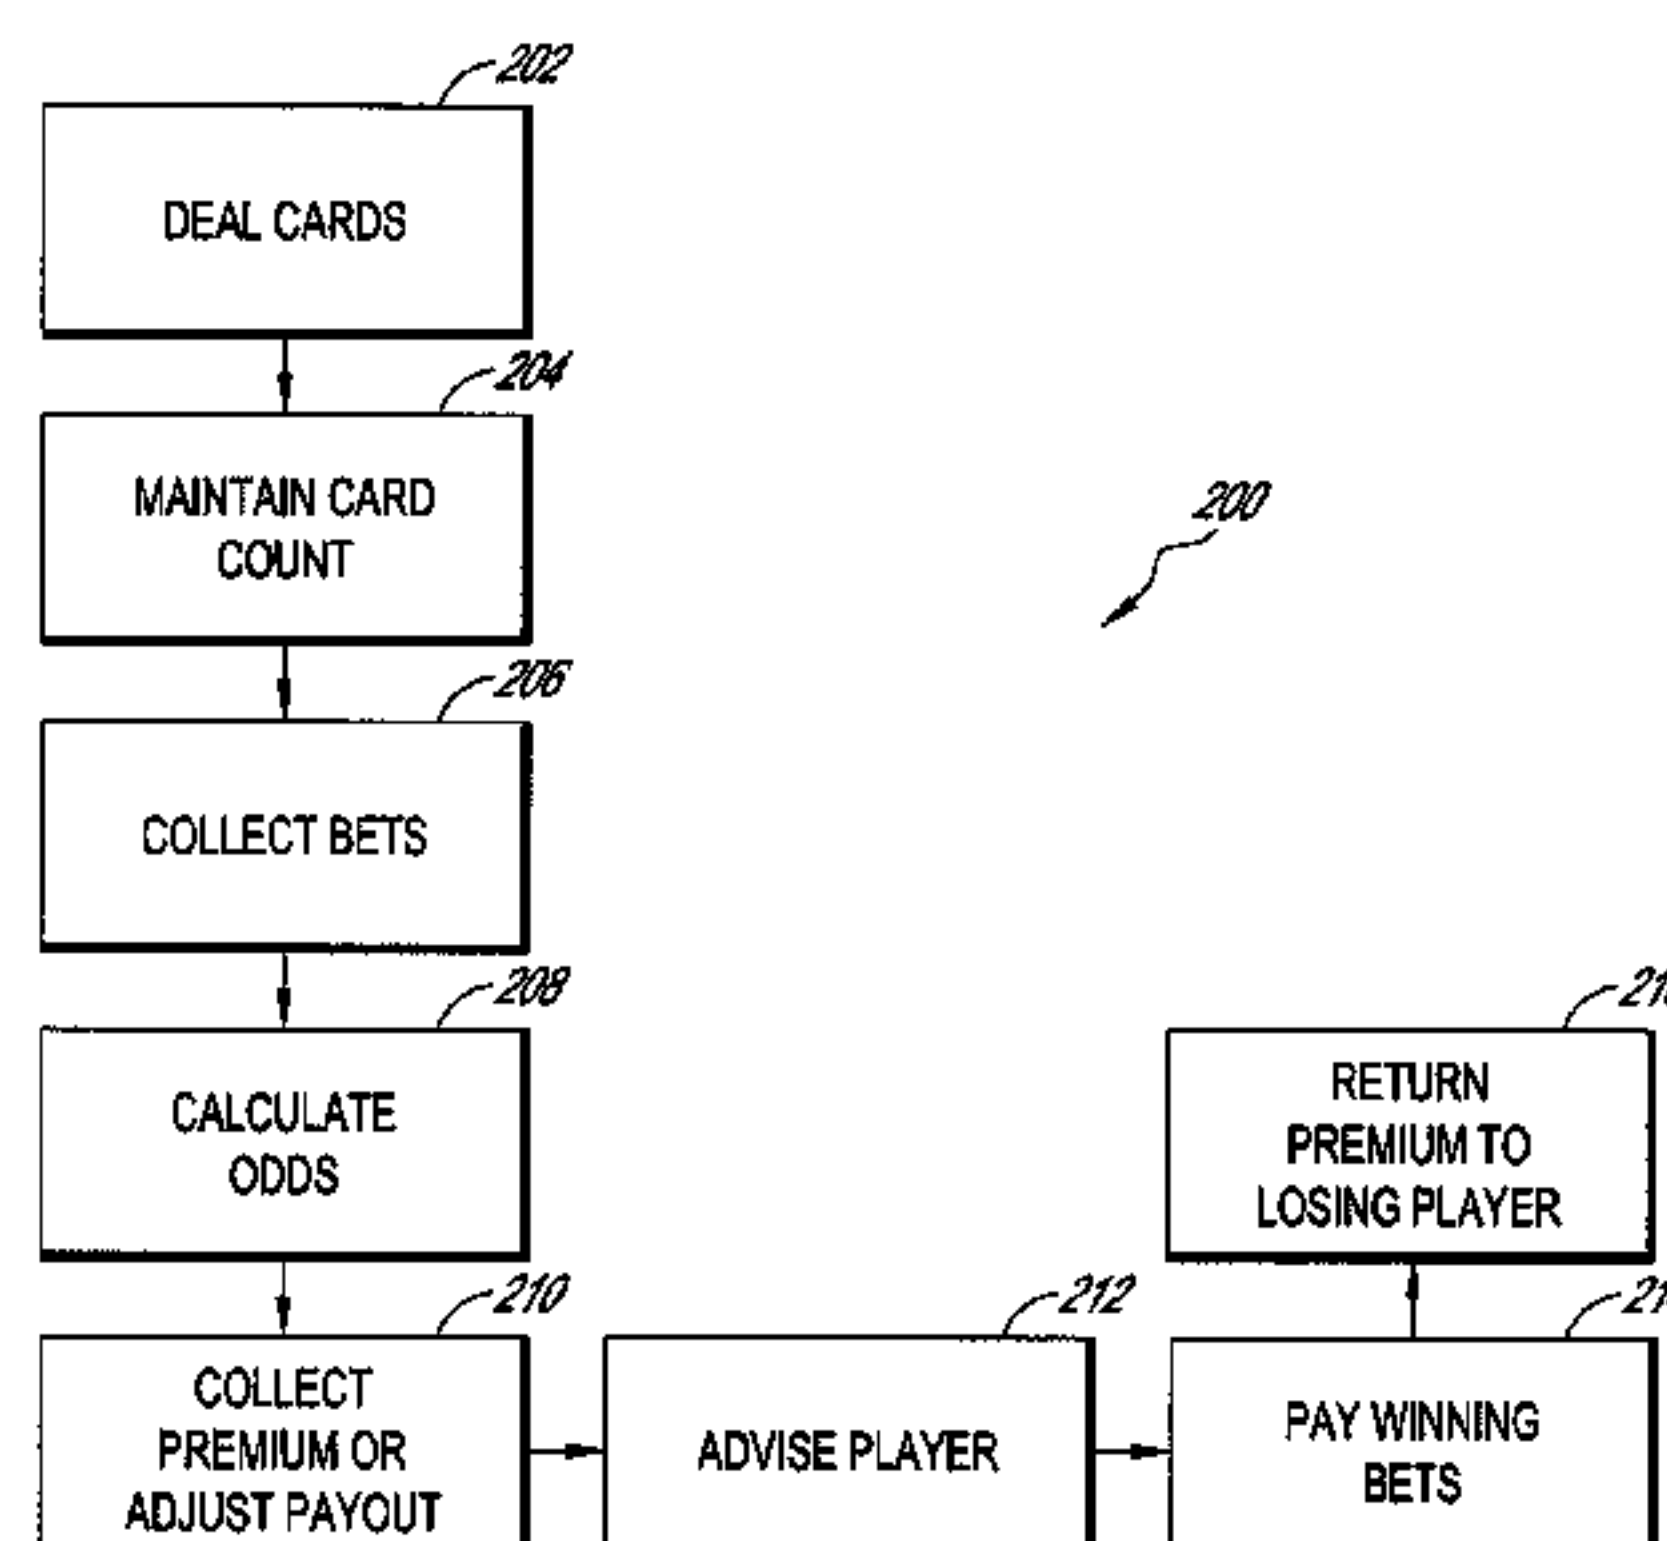 202
DEAL CARDS
204
MAINTAIN CARD
COUNT
200
206
COLLECT BETS
208
CALCULATE
ODDS
RETURN
PREMIUM TO
LOSING PLAYER
210
COLLECT
PREMIUM OR
ADJUST PAYOUT
212
ADVISE PLAYER
PAY WINNING
BETS